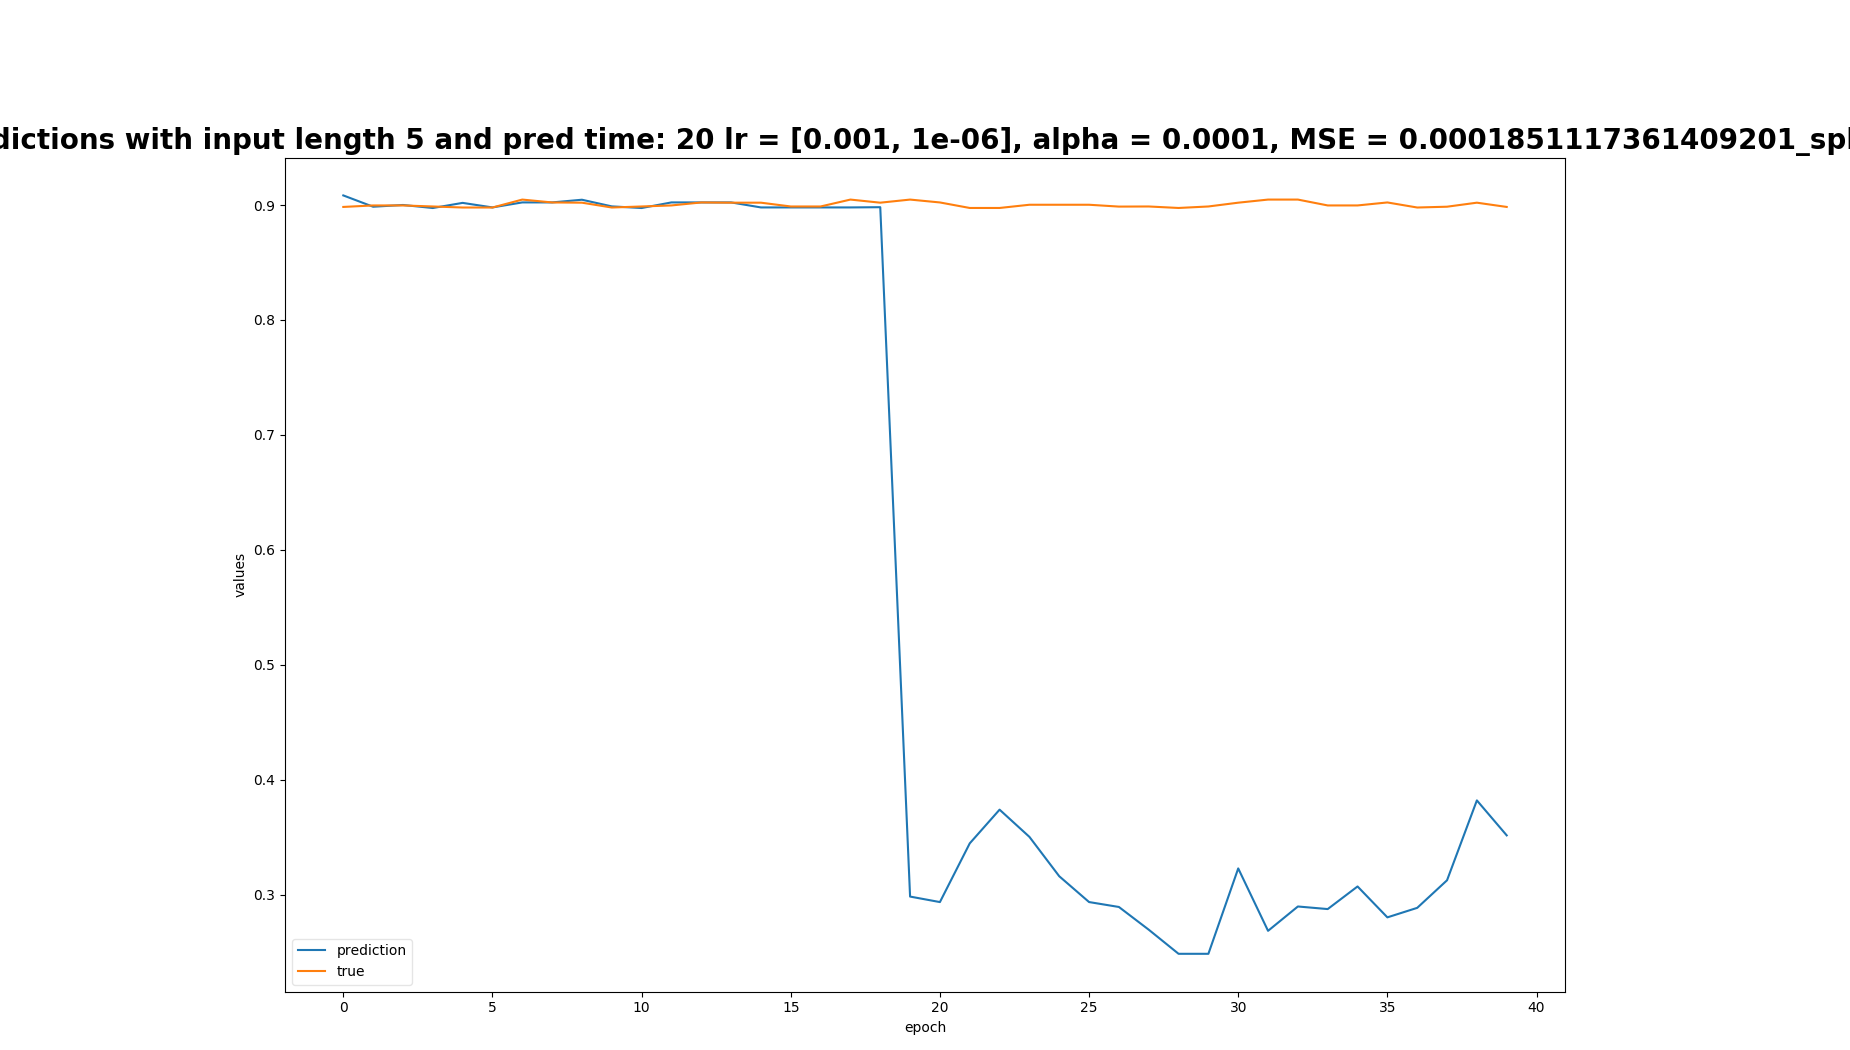 dictions with input length 5 and pred time: 20 lr = [0.001, 1e-06], alpha = 0.0001, MSE = 0.0001851117361409201_spl
0.9
0.8
0.7
0.6
0.5
0.4
0.3
values
prediction
true
0 5 10 15 20 25 30 35 40
epoch